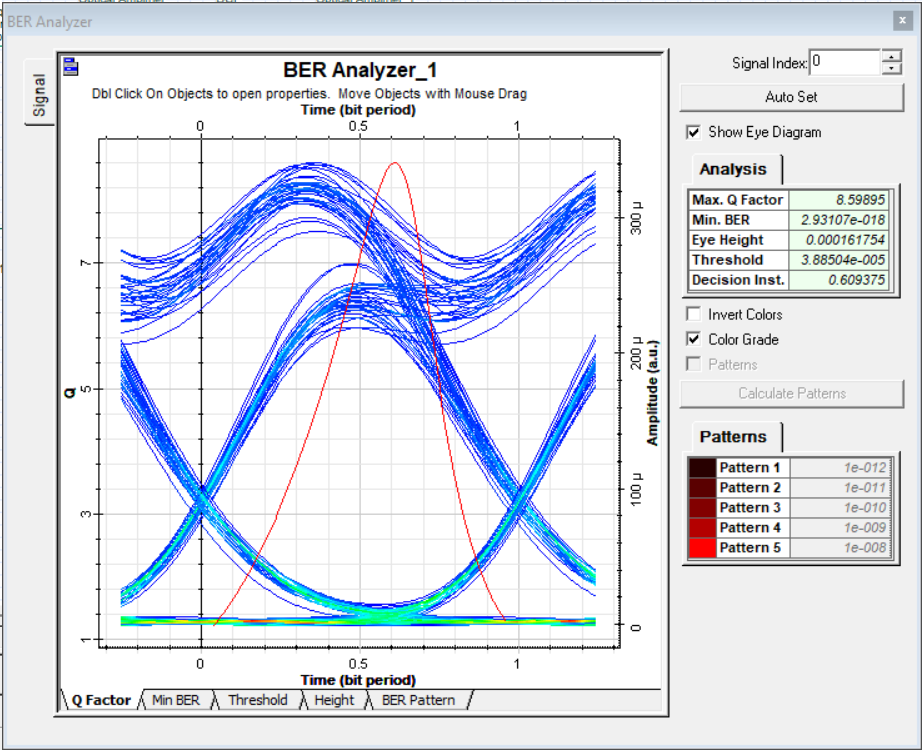 BER Analyzer
x
Signal
BER Analyzer_1
Dbl Click On Objects to open properties. Move Objects with Mouse Drag
Time (bit period)
0 0.5 1
Q
7
5
3
1
300 µ
200 µ
100 µ
0
Amplitude (a.u.)
0 0.5 1
Time (bit period)
Q Factor Min BER Threshold Height BER Pattern
Signal Index: 0
Auto Set
Show Eye Diagram
Analysis
Max. Q Factor 8.59895
Min. BER 2.93107e-018
Eye Height 0.000161754
Threshold 3.88504e-005
Decision Inst. 0.609375
Invert Colors
Color Grade
Patterns
Calculate Patterns
Patterns
Pattern 1 1e-012
Pattern 2 1e-011
Pattern 3 1e-010
Pattern 4 1e-009
Pattern 5 1e-008